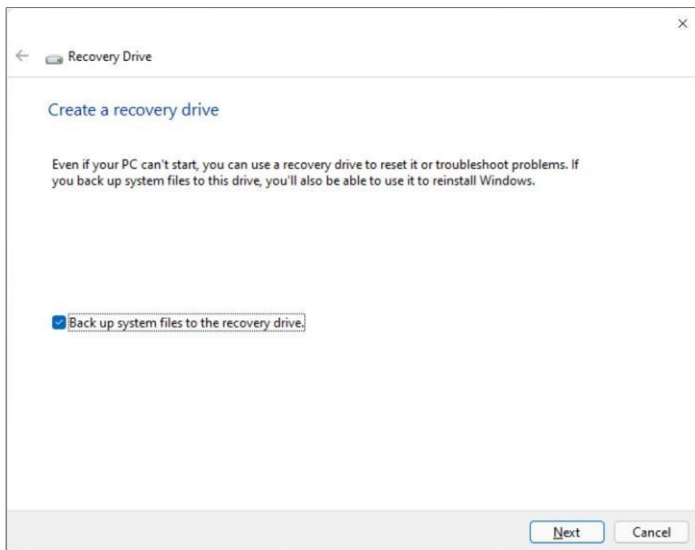 Recovery Drive
Create a recovery drive
Even if your PC can't start, you can use a recovery drive to reset it or troubleshoot problems. If
you back up system files to this drive, you'll also be able to use it to reinstall Windows.
Back up system files to the recovery drive.
Next
Cancel